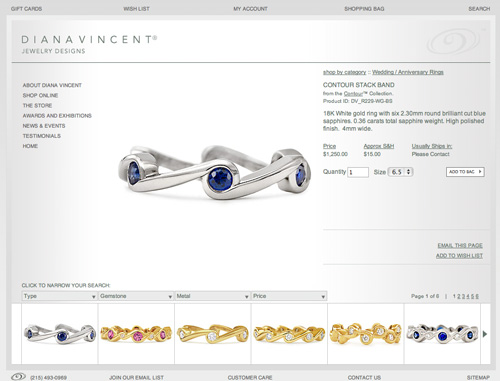 GIFT CARDS WISH LIST MY ACCOUNT SHOPPING BAG SEARCH
DIANA VINCENT®
JEWELRY DESIGNS
ABOUT DIANA VINCENT
SHOP ONLINE
THE STORE
AWARDS AND EXHIBITIONS
NEWS & EVENTS
TESTIMONIALS
HOME
shop by category :: Wedding / Anniversary Rings
CONTOUR STACK BAND
from the Contour™ Collection.
Product ID: DV_R229-WG-BS
18K White gold ring with six 2.30mm round brilliant cut blue
sapphires. 0.36 carats total sapphire weight. High polished
finish. 4mm wide.
Price Approx S&H Usually Ships in:
$1,250.00 $15.00 Please Contact
Quantity 1 Size 6.5 ADD TO BAG
EMAIL THIS PAGE
ADD TO WISH LIST
CLICK TO NARROW YOUR SEARCH:
Type Gemstone Metal Price Page 1 of 6 | 1 2 3 4 5 6
(215) 493-0969 JOIN OUR EMAIL LIST CUSTOMER CARE CONTACT US SITEMAP